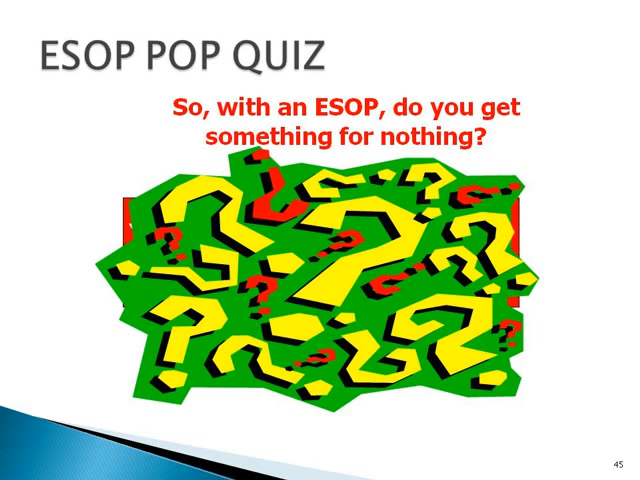 ESOP POP QUIZ
So, with an ESOP, do you get
something for nothing?
45